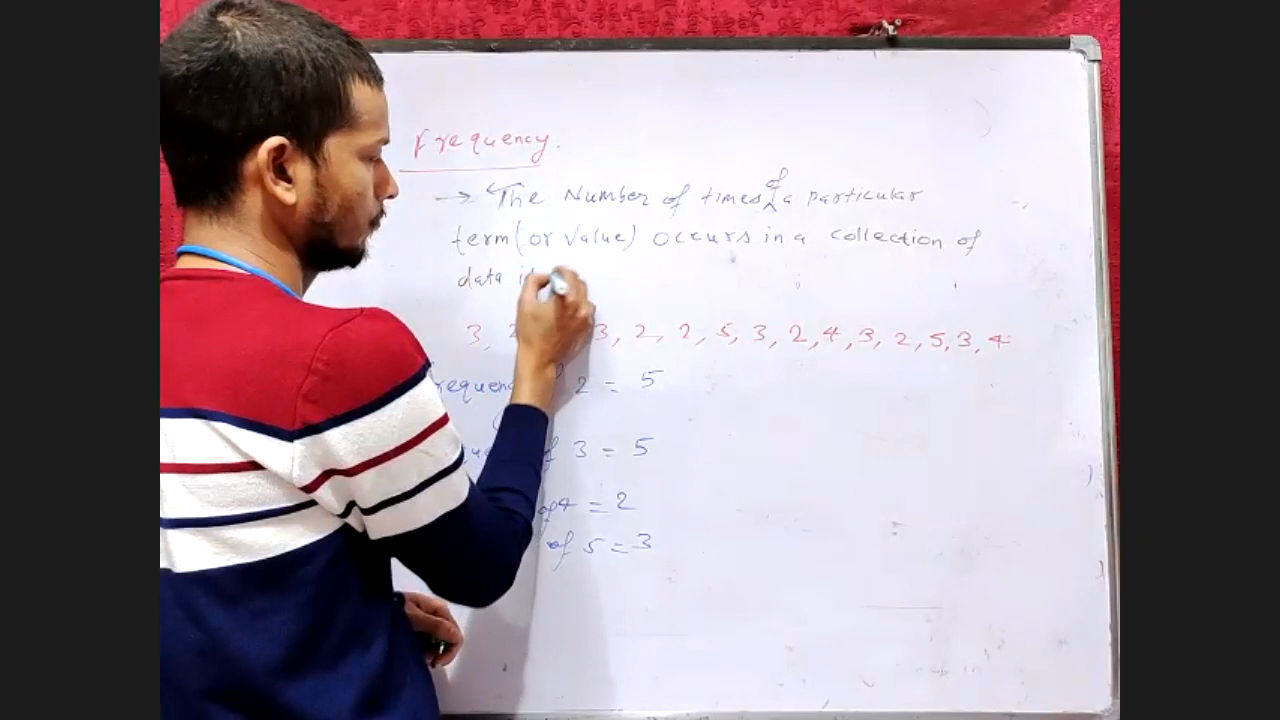 Frequency.
→ The Number of times of a particular
term (or value) occurs in a collection of
data
3, 2 3, 2, 2, 5, 3, 2, 4, 3, 2, 5, 3, 4
2 = 5
of 3 = 5
of 4 = 2
of 5 = 3